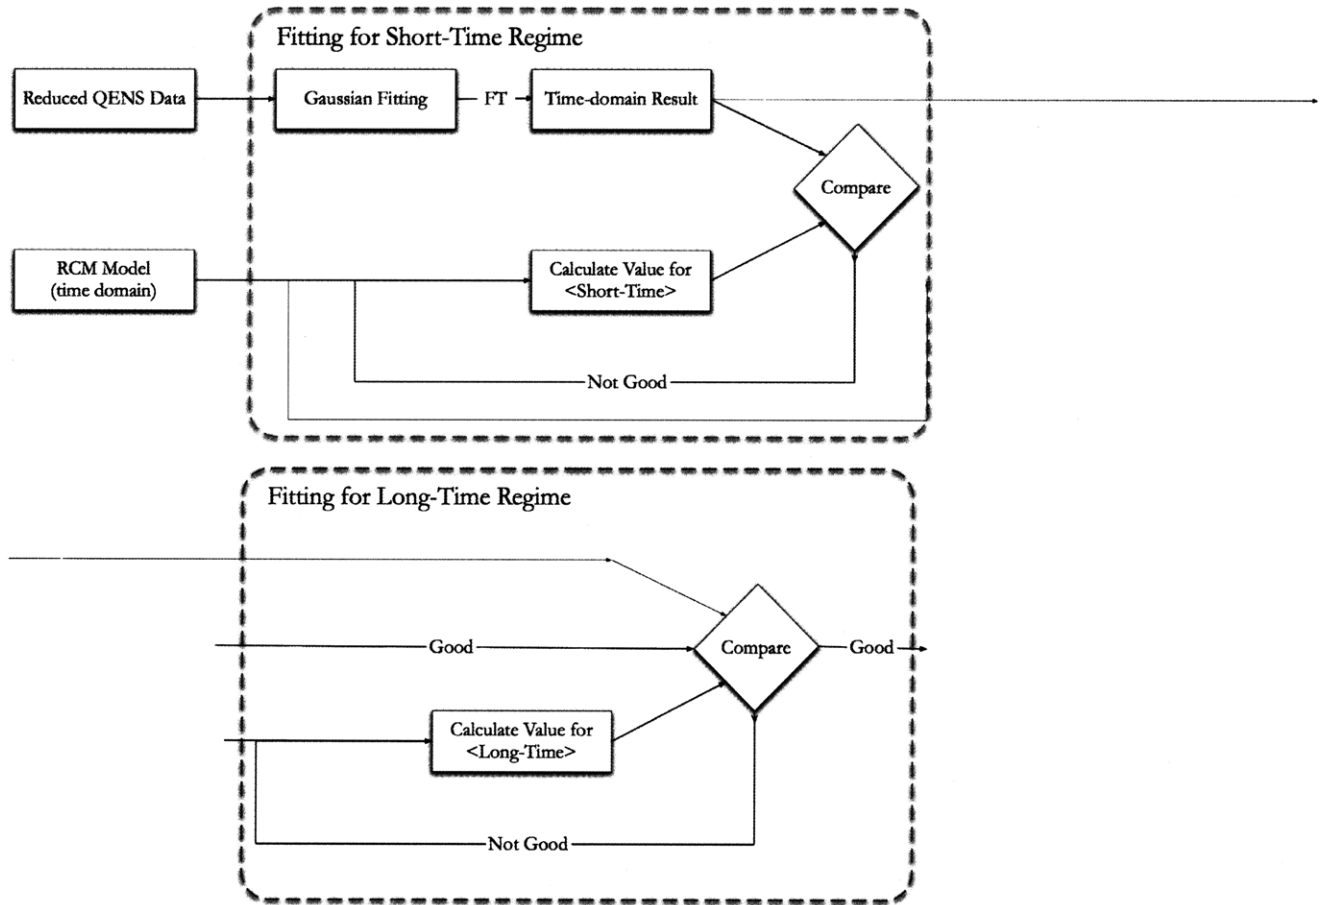 Fitting for Short-Time Regime
Reduced QENS Data
Gaussian Fitting
FT
Time-domain Result
Compare
RCM Model
(time domain)
Calculate Value for
<Short-Time>
Not Good
Fitting for Long-Time Regime
Good
Compare
Good
Calculate Value for
<Long-Time>
Not Good